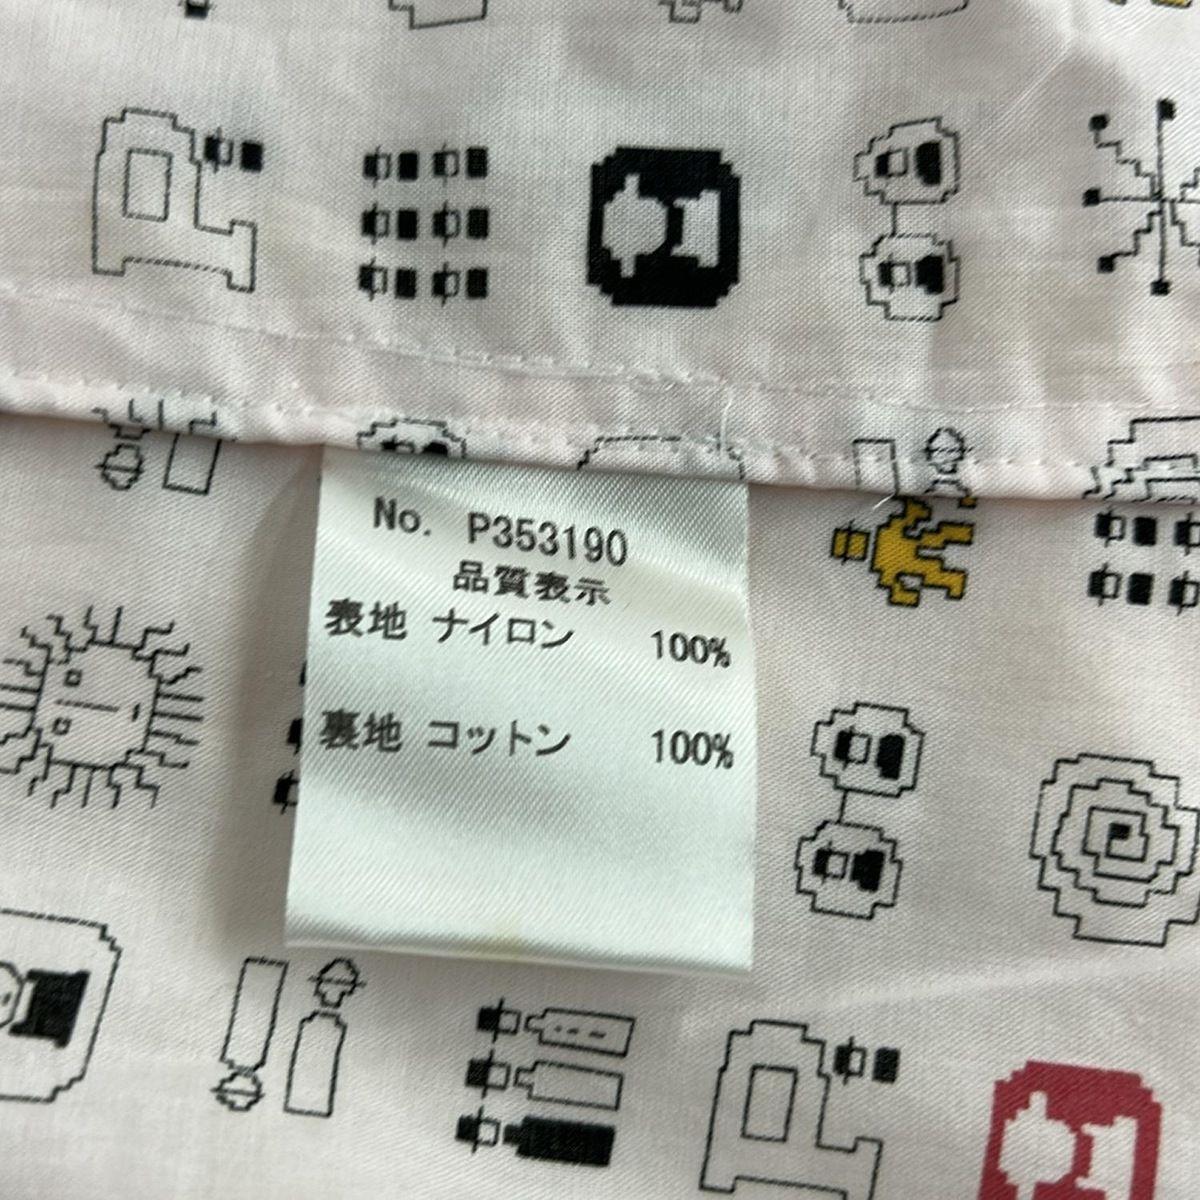 No. P353190
品質表示
表地 ナイロン 100%
裏地 コットン 100%